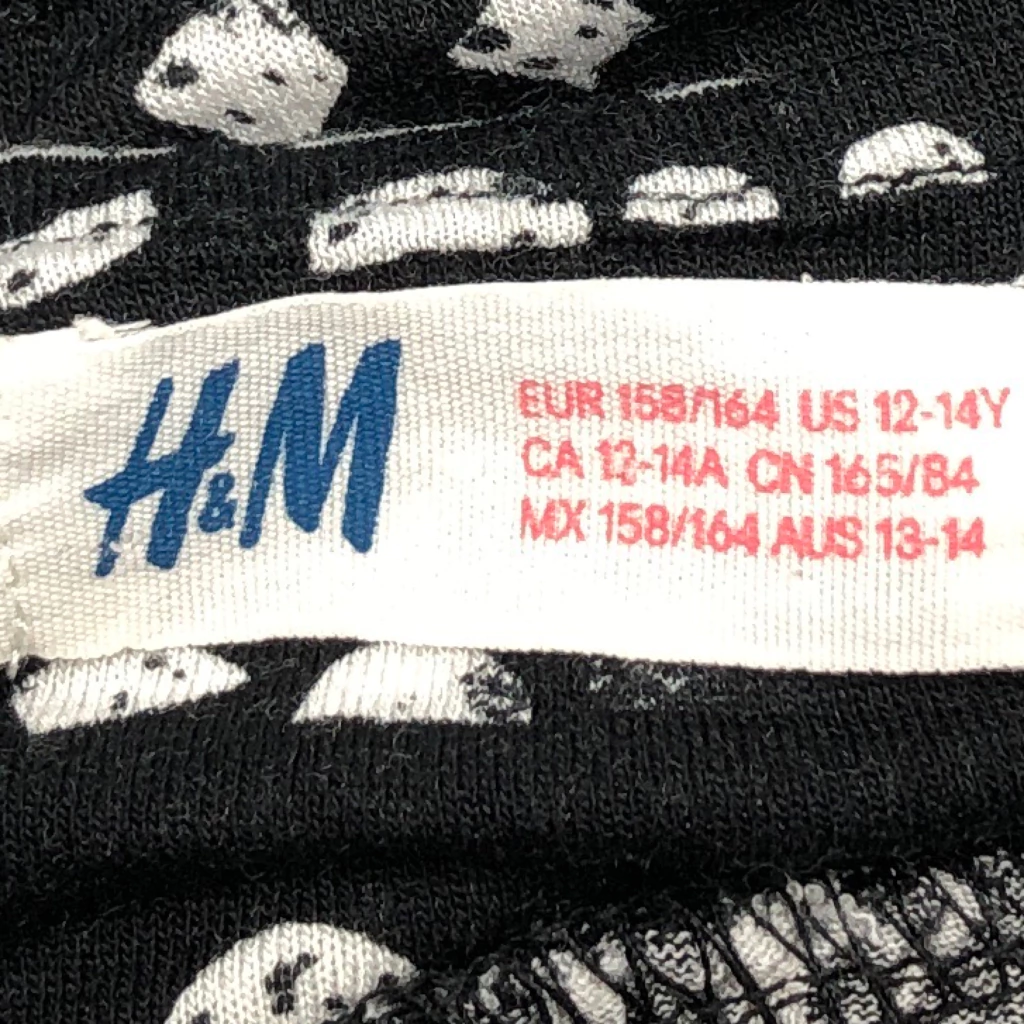 H&M
EUR 158/164 US 12-14Y
CA 12-14A CN 165/84
MX 158/164 AUS 13-14